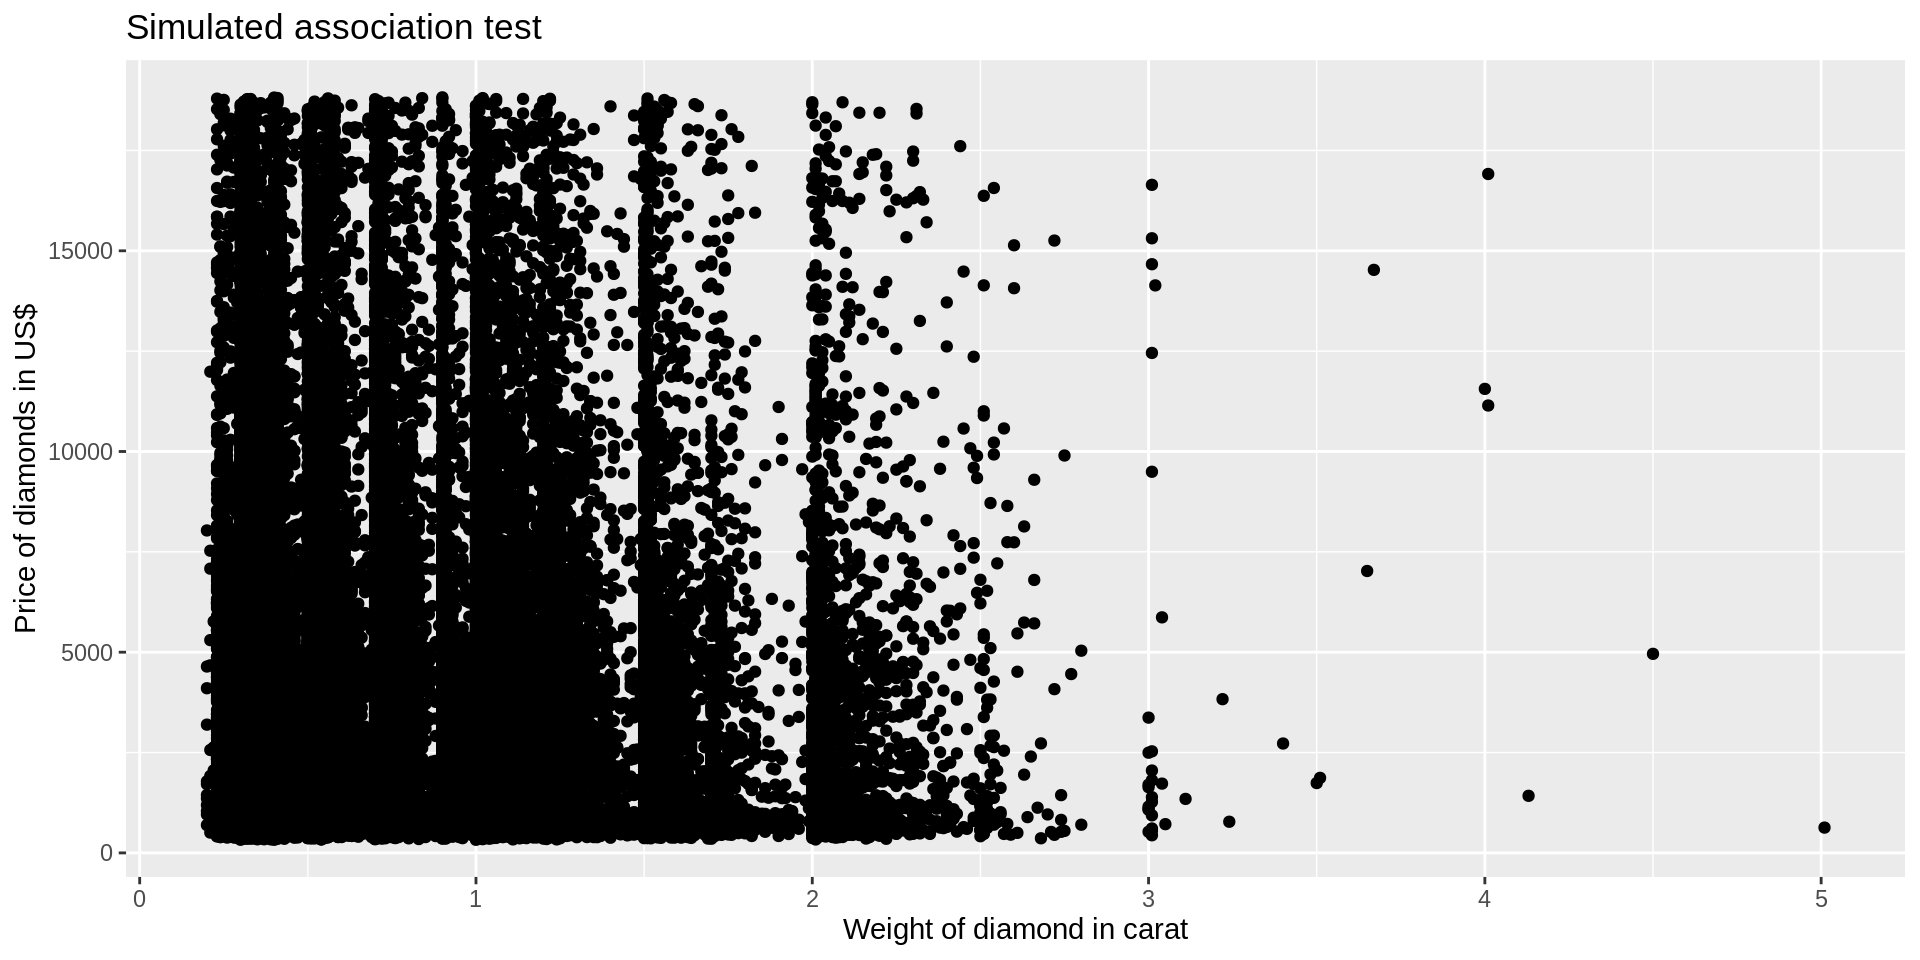 Simulated association test
Price of diamonds in US$
15000
10000
5000
0
0 1 2 3 4 5
Weight of diamond in carat